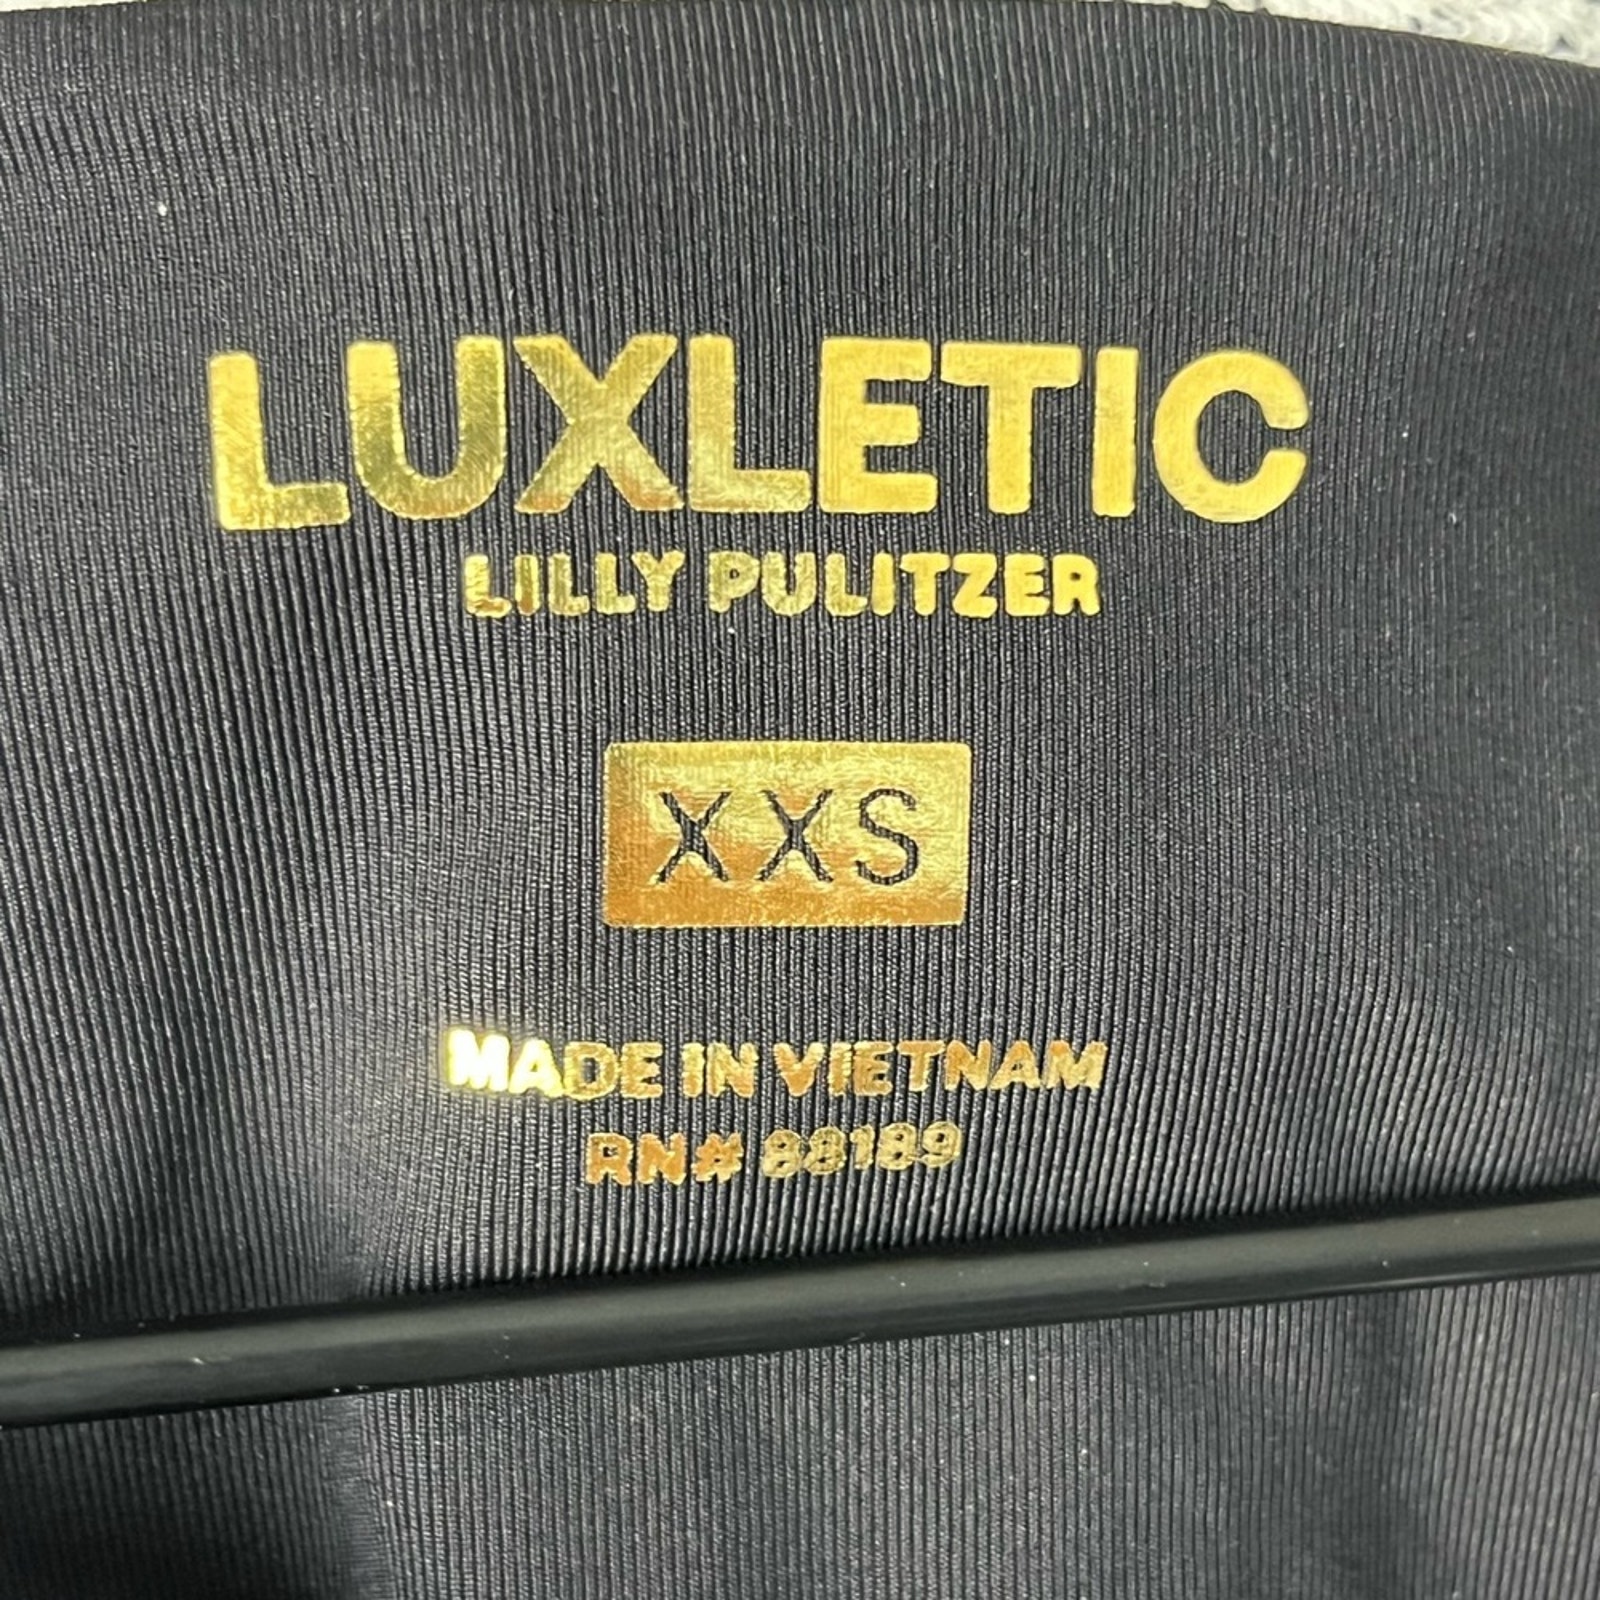 LUXLETIC
LILLY PULITZER
XXS
MADE IN VIETNAM
RN# 88189